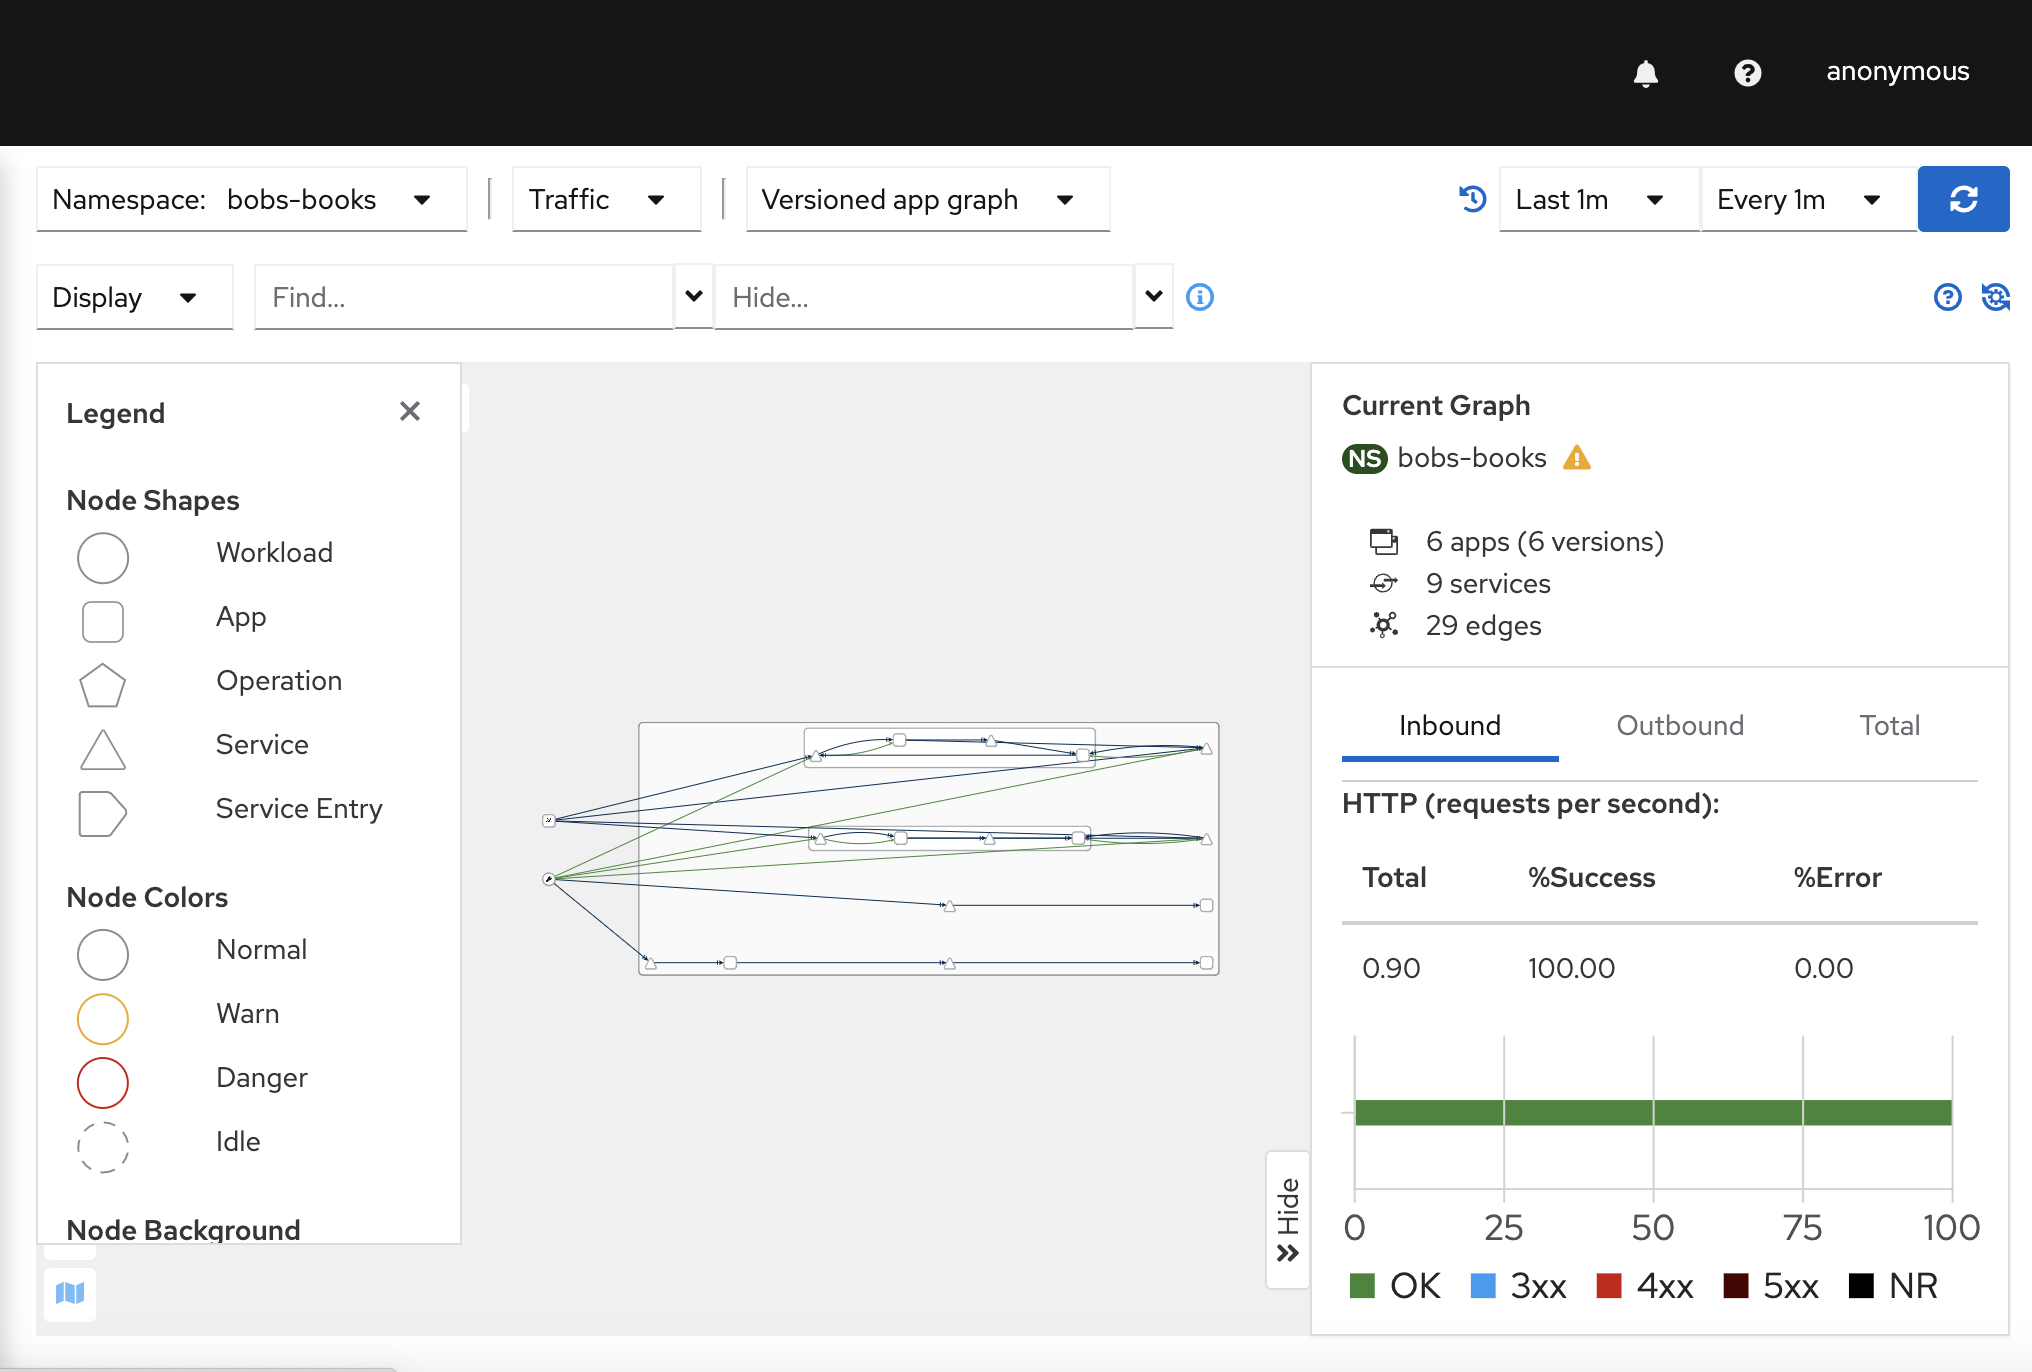 anonymous
Namespace: bobs-books
Traffic
Versioned app graph
Last 1m
Every 1m
Display
Find...
Hide...
Legend
Node Shapes
Workload
App
Operation
Service
Service Entry
Node Colors
Normal
Warn
Danger
Idle
Node Background
Hide
Current Graph
NS bobs-books
6 apps (6 versions)
9 services
29 edges
Inbound Outbound Total
HTTP (requests per second):
Total %Success %Error
0.90 100.00 0.00
0 25 50 75 100
OK 3xx 4xx 5xx NR